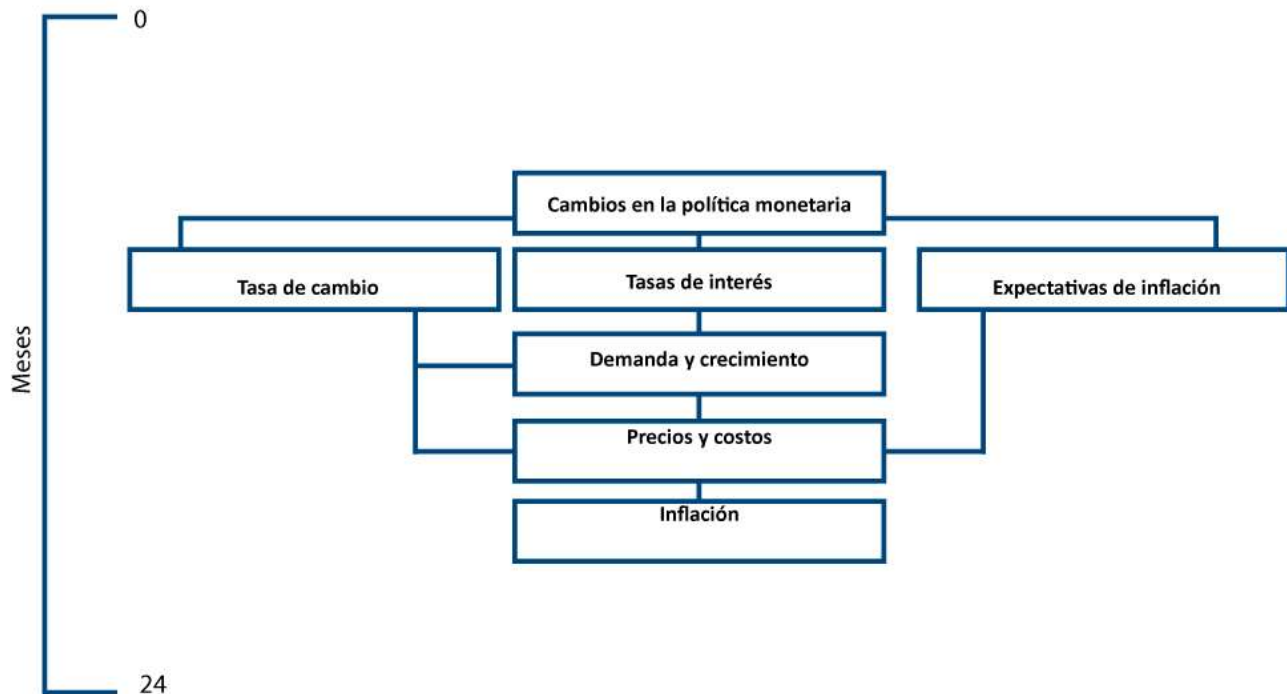 0
Cambios en la política monetaria
Tasa de cambio
Tasas de interés
Expectativas de inflación
Demanda y crecimiento
Precios y costos
Inflación
Meses
24